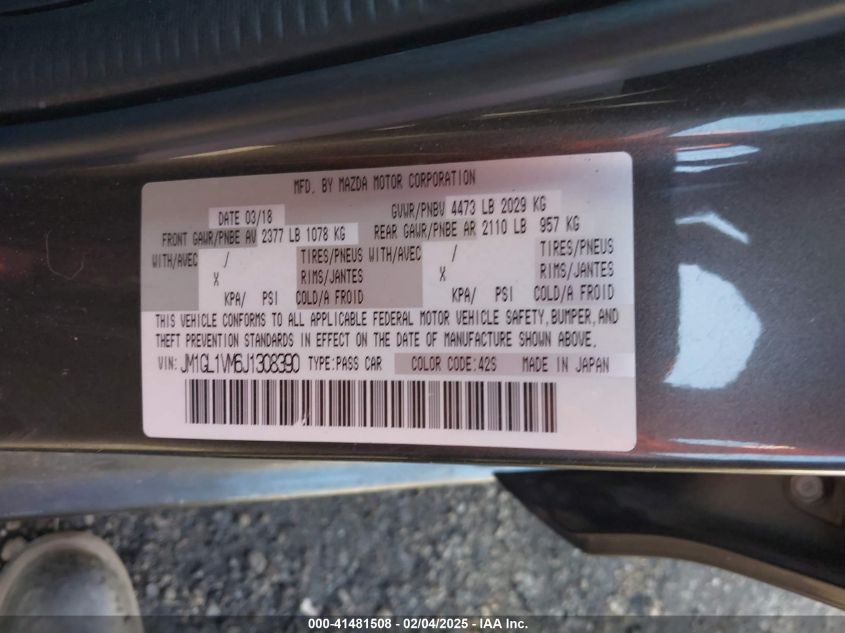 MFD. BY MAZDA MOTOR CORPORATION
DATE 03/18 GVWR/PNBV 4473 LB 2029 KG
FRONT GAWR/PNBE AV 2377 LB 1078 KG REAR GAWR/PNBE AR 2110 LB 957 KG
WITH/AVEC / TIRES/PNEUS WITH/AVEC / TIRES/PNEUS
X RIMS/JANTES X RIMS/JANTES
KPA/ PSI COLD/A FROID KPA/ PSI COLD/A FROID
THIS VEHICLE CONFORMS TO ALL APPLICABLE FEDERAL MOTOR VEHICLE SAFETY, BUMPER, AND
THEFT PREVENTION STANDARDS IN EFFECT ON THE DATE OF MANUFACTURE SHOWN ABOVE.
VIN: JM1GL1VM6J1308390 TYPE:PASS CAR COLOR CODE:42S MADE IN JAPAN
000-41481508 - 02/04/2025 - IAAI.com